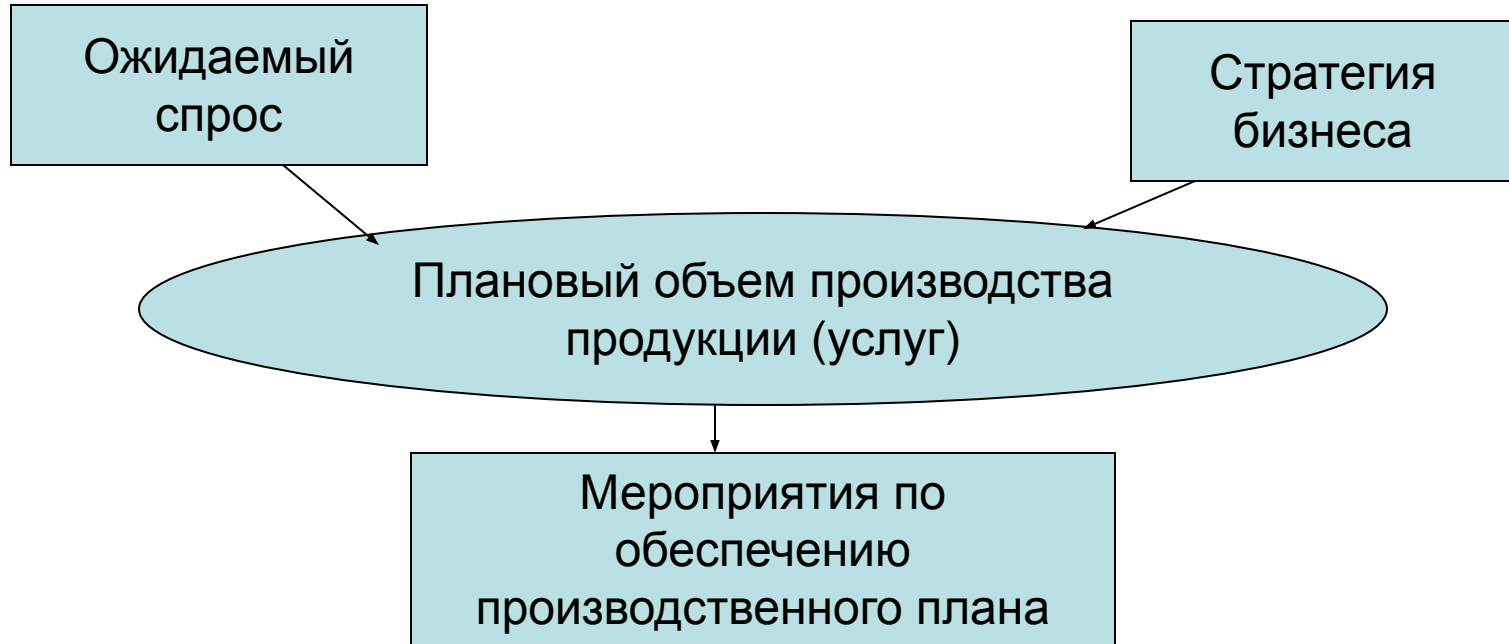 Ожидаемый
спрос
Стратегия
бизнеса
Плановый объем производства
продукции (услуг)
Мероприятия по
обеспечению
производственного плана